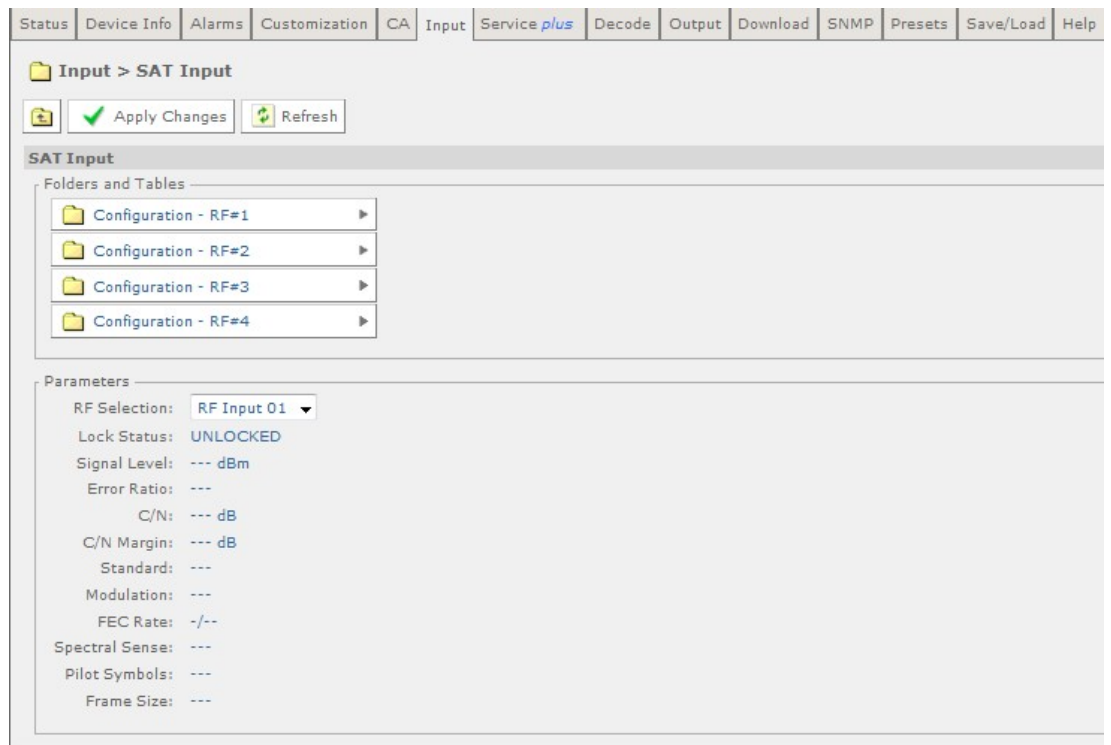 Status Device Info Alarms Customization CA Input Service plus Decode Output Download SNMP Presets Save/Load Help
Input > SAT Input
Apply Changes Refresh
SAT Input
Folders and Tables
Configuration - RF#1
Configuration - RF#2
Configuration - RF#3
Configuration - RF#4
Parameters
RF Selection: RF Input 01
Lock Status: UNLOCKED
Signal Level: --- dBm
Error Ratio: ---
C/N: --- dB
C/N Margin: --- dB
Standard: ---
Modulation: ---
FEC Rate: -/--
Spectral Sense: ---
Pilot Symbols: ---
Frame Size: ---